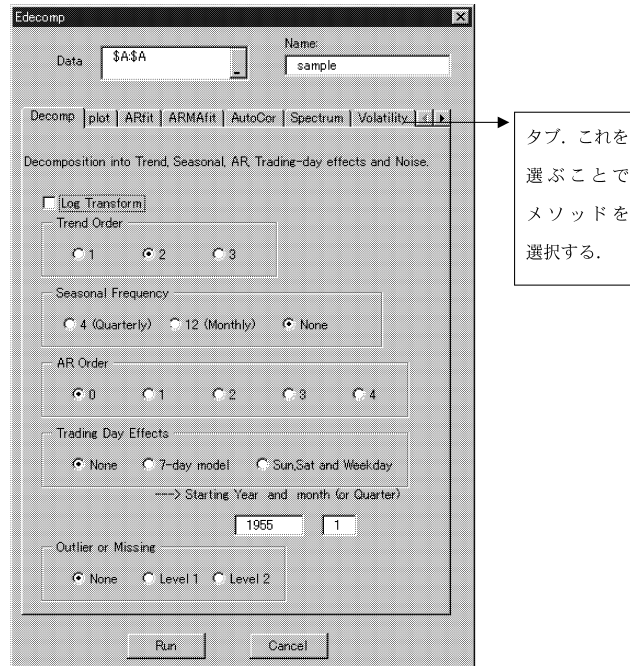 Edecomp
Data
$A:$A
Name:
sample
Decomp plot ARfit ARMAfit AutoCor Spectrum Volatility
Decomposition into Trend, Seasonal, AR, Trading-day effects and Noise.
Log Transform
Trend Order
1 2 3
Seasonal Frequency
4 (Quarterly) 12 (Monthly) None
AR Order
0 1 2 3 4
Trading Day Effects
None 7-day model Sun,Sat and Weekday
---> Starting Year and month (or Quarter)
1955 1
Outlier or Missing
None Level 1 Level 2
Run Cancel
タブ．これを
選ぶことで
メソッドを
選択する．